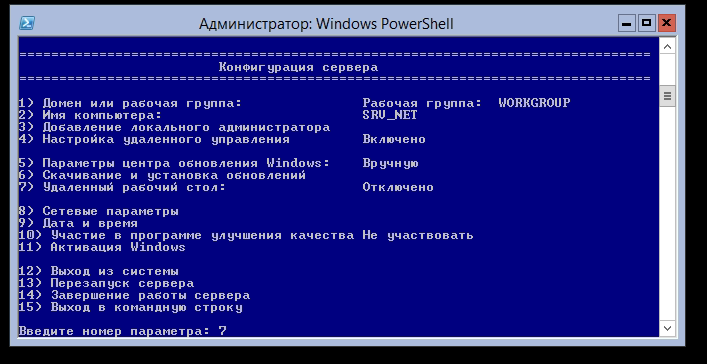 Администратор: Windows PowerShell
===============================================================================
Конфигурация сервера
===============================================================================
1) Домен или рабочая группа: Рабочая группа: WORKGROUP
2) Имя компьютера: SRV_NET
3) Добавление локального администратора
4) Настройка удаленного управления Включено
5) Параметры центра обновления Windows: Вручную
6) Скачивание и установка обновлений
7) Удаленный рабочий стол: Отключено
8) Сетевые параметры
9) Дата и время
10) Участие в программе улучшения качества Не участвовать
11) Активация Windows
12) Выход из системы
13) Перезапуск сервера
14) Завершение работы сервера
15) Выход в командную строку
Введите номер параметра: 7